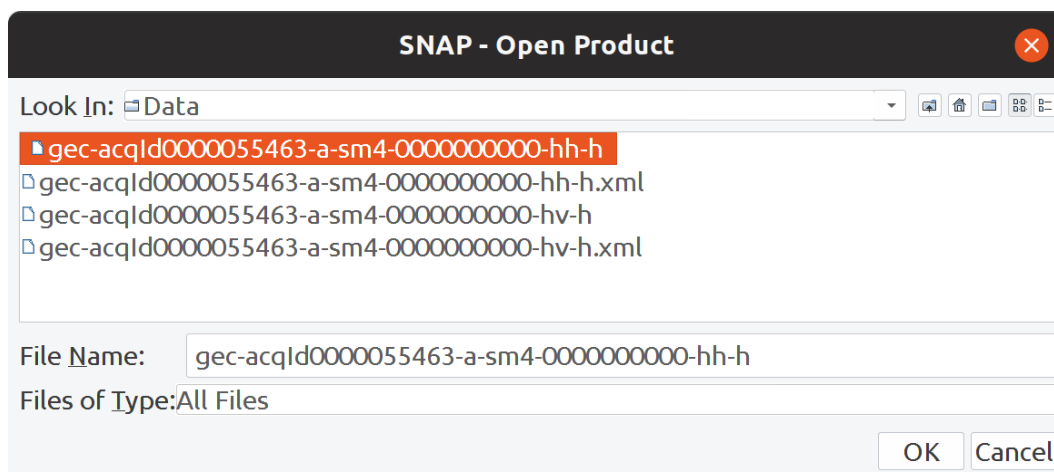 SNAP - Open Product
Look In: Data
gec-acqId0000055463-a-sm4-0000000000-hh-h
gec-acqId0000055463-a-sm4-0000000000-hh-h.xml
gec-acqId0000055463-a-sm4-0000000000-hv-h
gec-acqId0000055463-a-sm4-0000000000-hv-h.xml
File Name: gec-acqId0000055463-a-sm4-0000000000-hh-h
Files of Type: All Files
OK Cancel